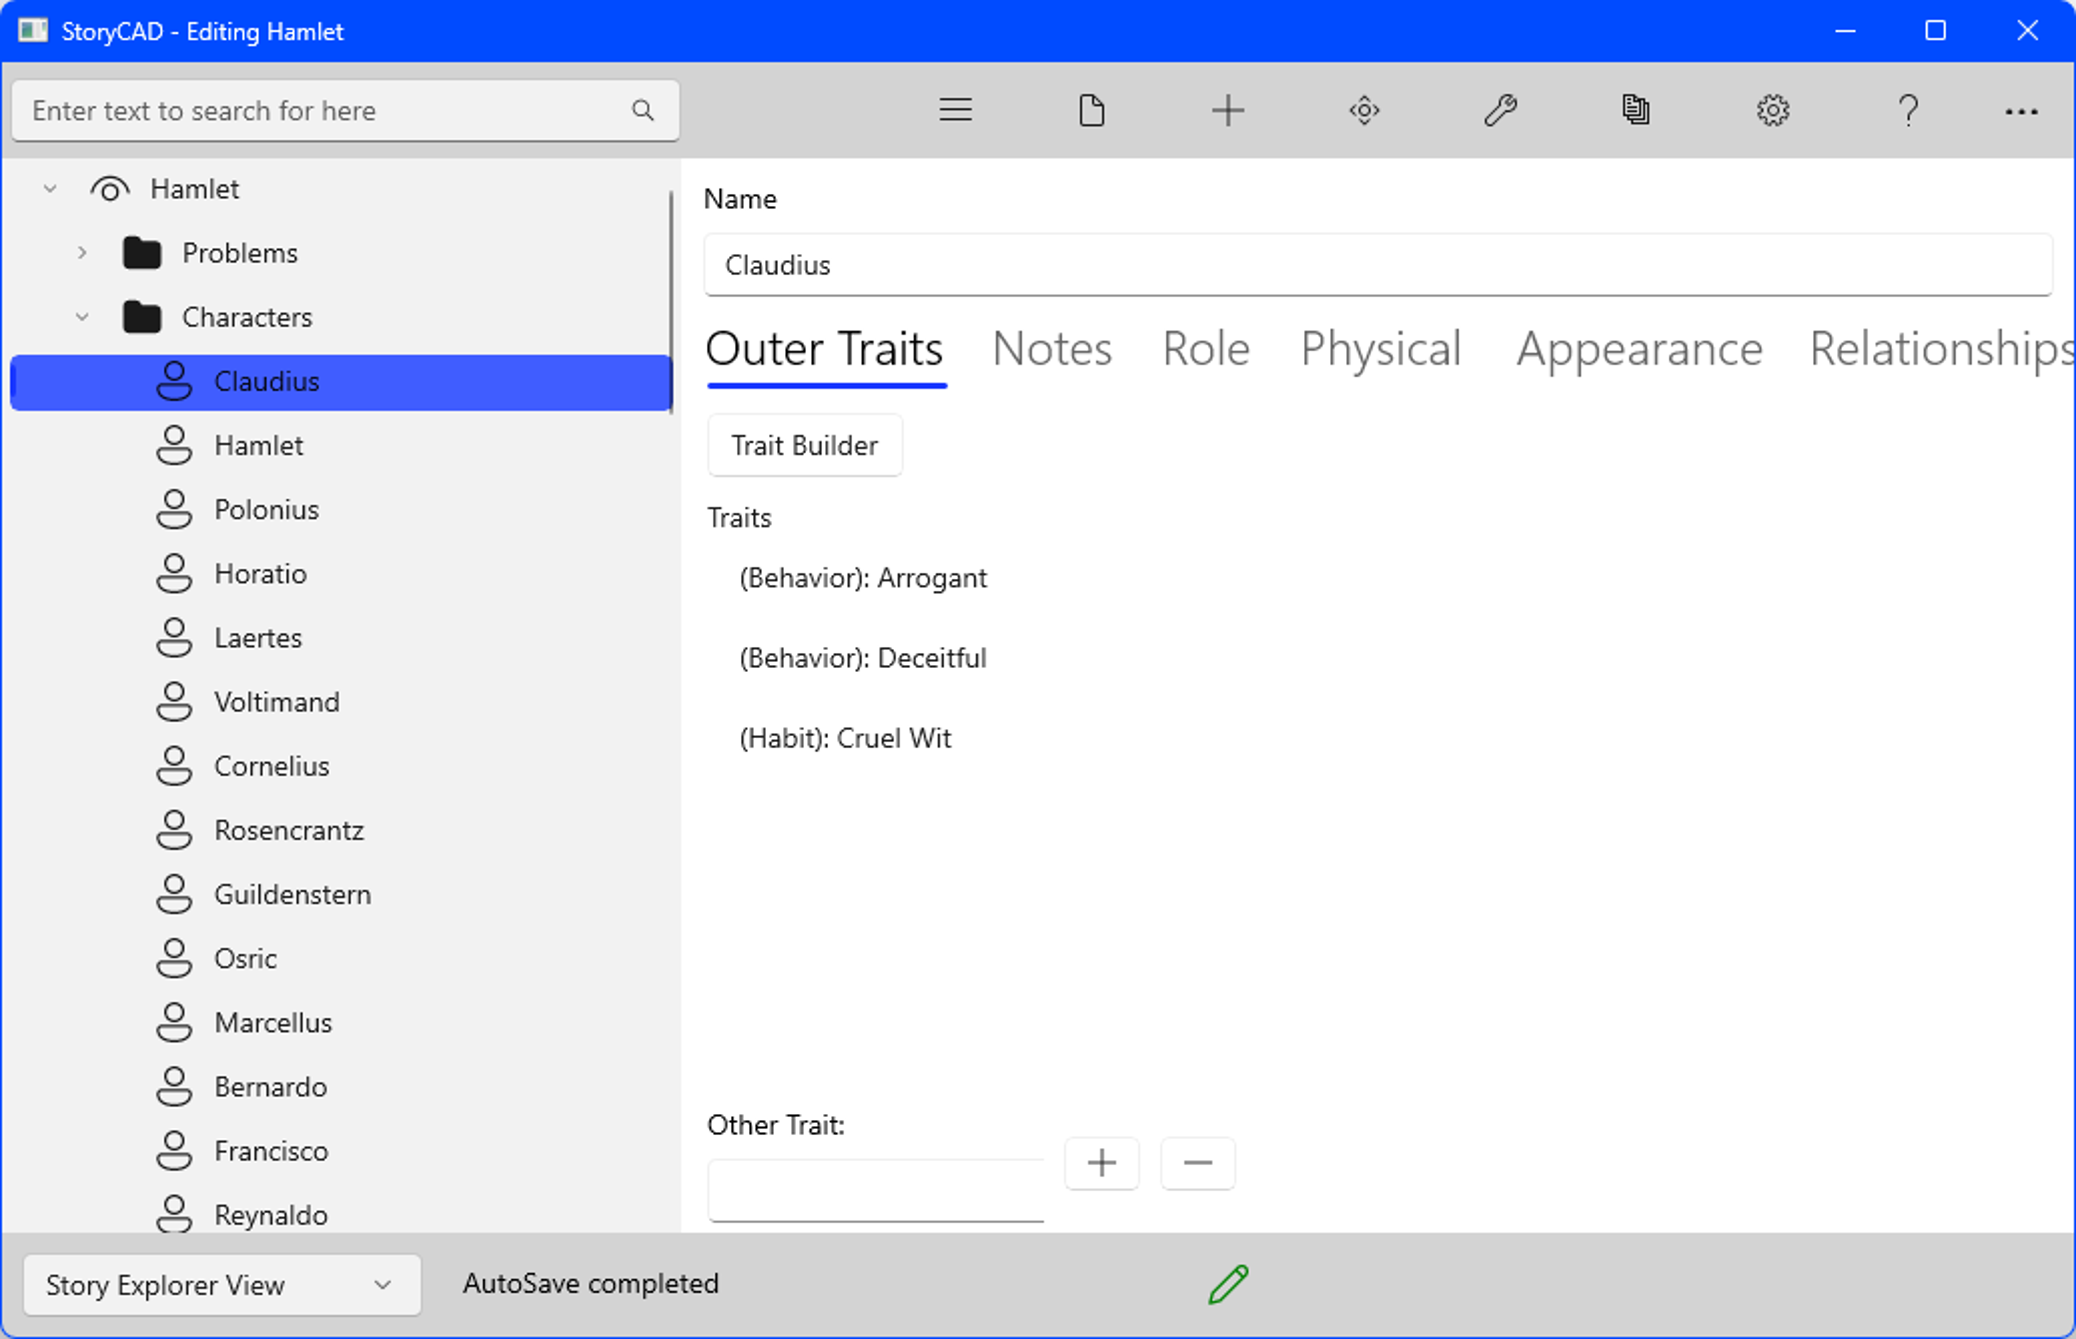 StoryCAD - Editing Hamlet
Enter text to search for here
Hamlet
Problems
Characters
Claudius
Hamlet
Polonius
Horatio
Laertes
Voltimand
Cornelius
Rosencrantz
Guildenstern
Osric
Marcellus
Bernardo
Francisco
Reynaldo
Name
Claudius
Outer Traits Notes Role Physical Appearance Relationships
Trait Builder
Traits
(Behavior): Arrogant
(Behavior): Deceitful
(Habit): Cruel Wit
Other Trait:
Story Explorer View
AutoSave completed